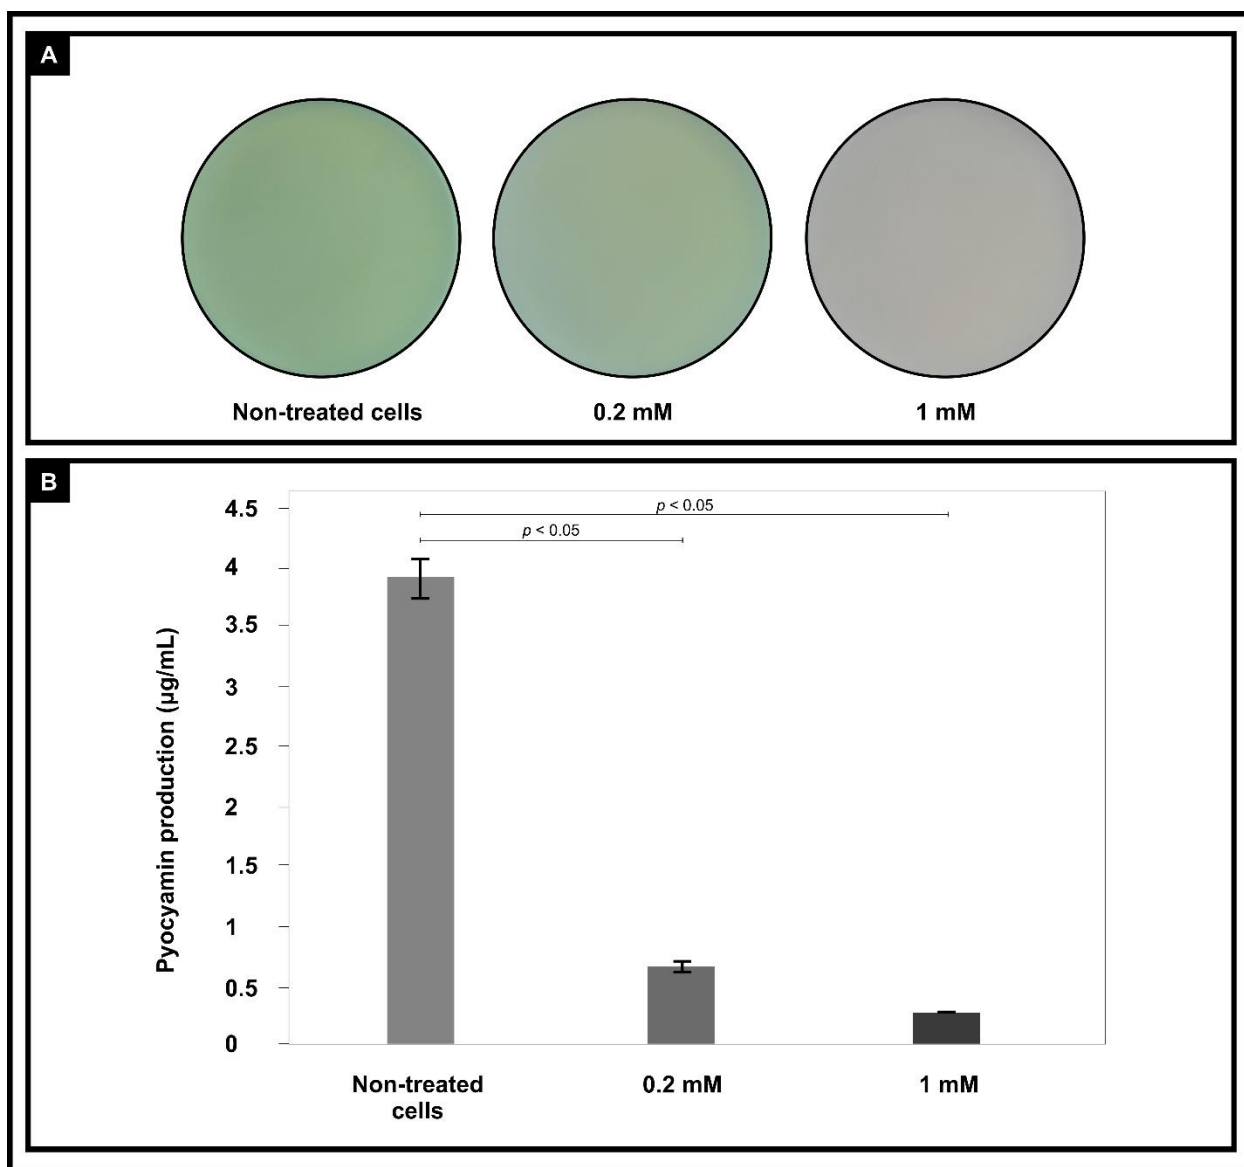 A
Non-treated cells
0.2 mM
1 mM
B
4.5
4
3.5
3
2.5
2
1.5
1
0.5
0
Pyocyamin production (µg/mL)
p < 0.05
p < 0.05
Non-treated
cells
0.2 mM
1 mM